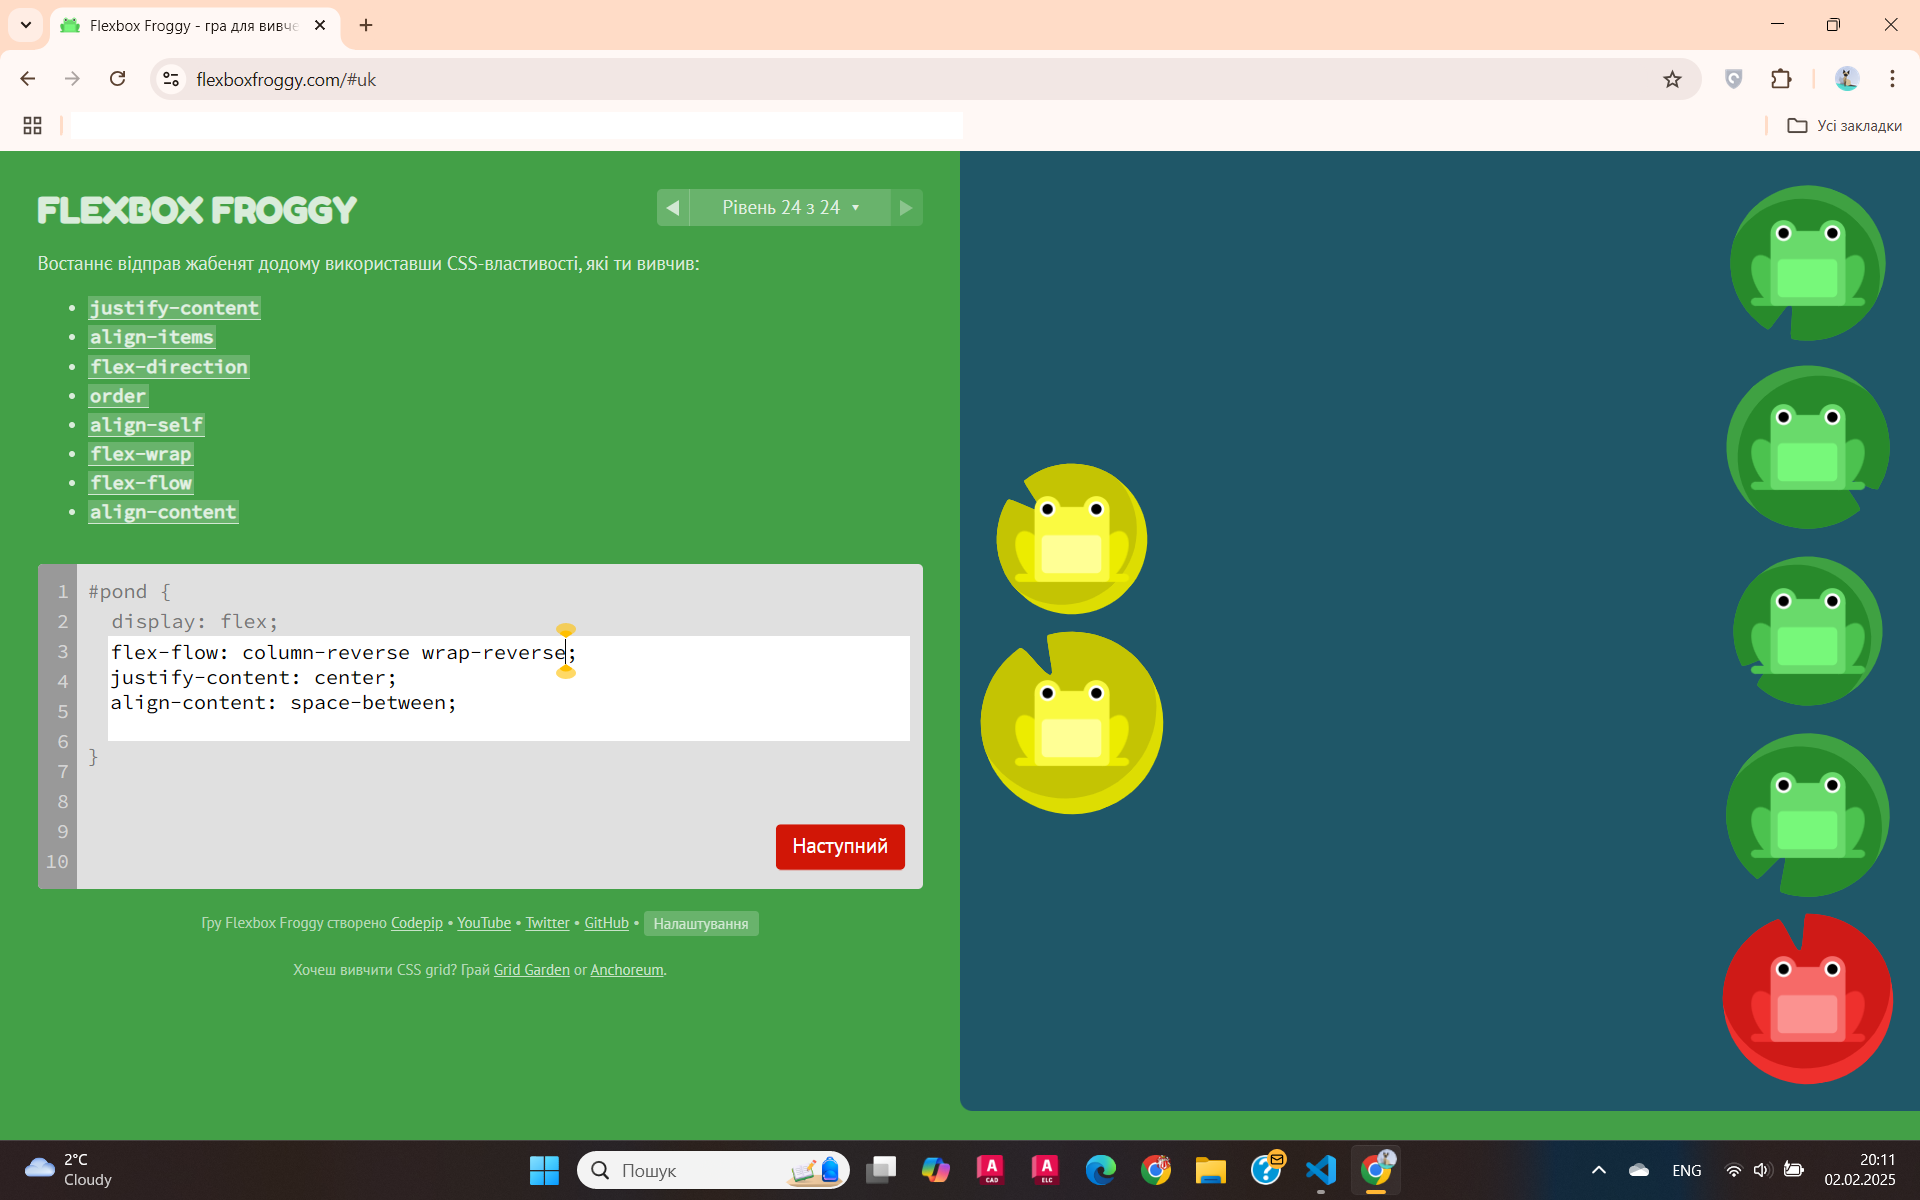 Flexbox Froggy - гра для вивче
flexboxfroggy.com/#uk
Усі закладки
FLEXBOX FROGGY
Рівень 24 з 24
Востаннє відправ жабенят додому використавши CSS-властивості, які ти вивчив:
justify-content
align-items
flex-direction
order
align-self
flex-wrap
flex-flow
align-content
1 #pond {
2 display: flex;
3 flex-flow: column-reverse wrap-reverse;
4 justify-content: center;
5 align-content: space-between;
6 }
7
8
9
10
Наступний
Гру Flexbox Froggy створено Codepip • YouTube • Twitter • GitHub • Налаштування
Хочеш вивчити CSS grid? Грай Grid Garden or Anchoreum.
2°C
Cloudy
Пошук
A CAD
A ELC
ENG
20:11
02.02.2025